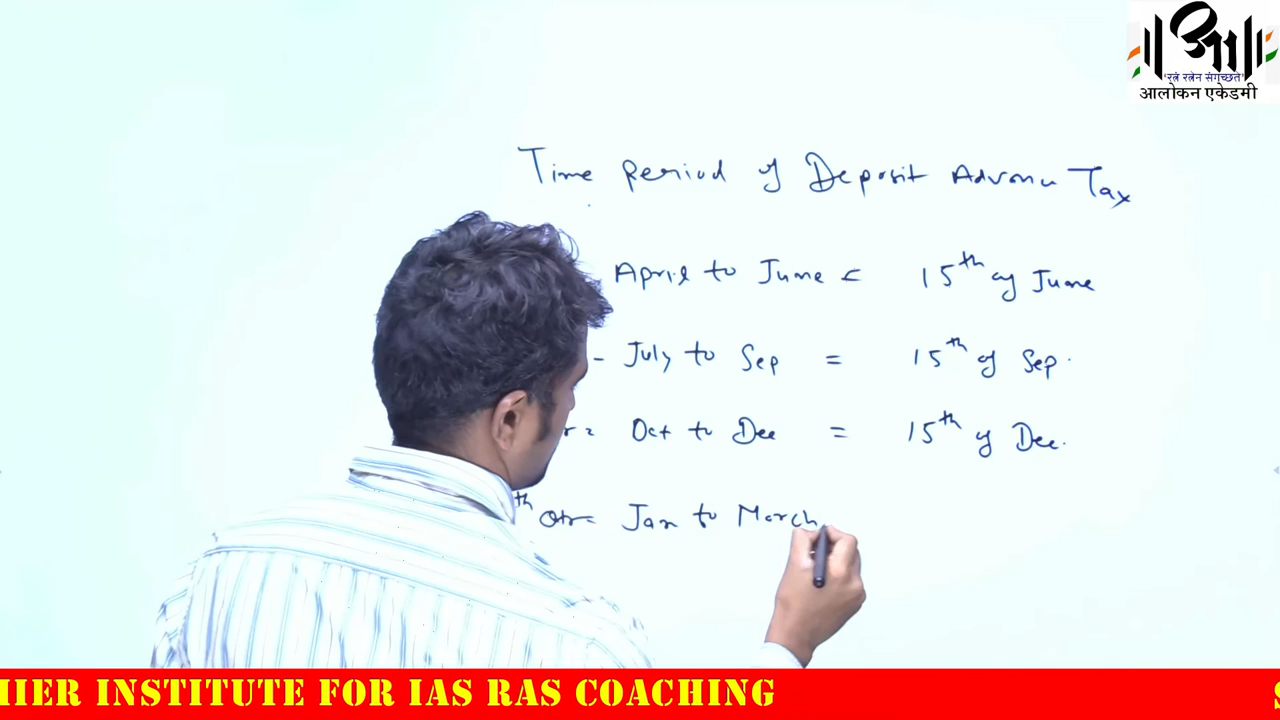 आ
'रत्नं रत्नेन संगच्छते'
आलोकन एकेडमी
Time Period of Deposit Advance Tax
April to June = 15th of June
- July to Sep = 15th of Sep.
r= Oct to Dec = 15th of Dec.
th Qtr= Jan to March
IIER INSTITUTE FOR IAS RAS COACHING S